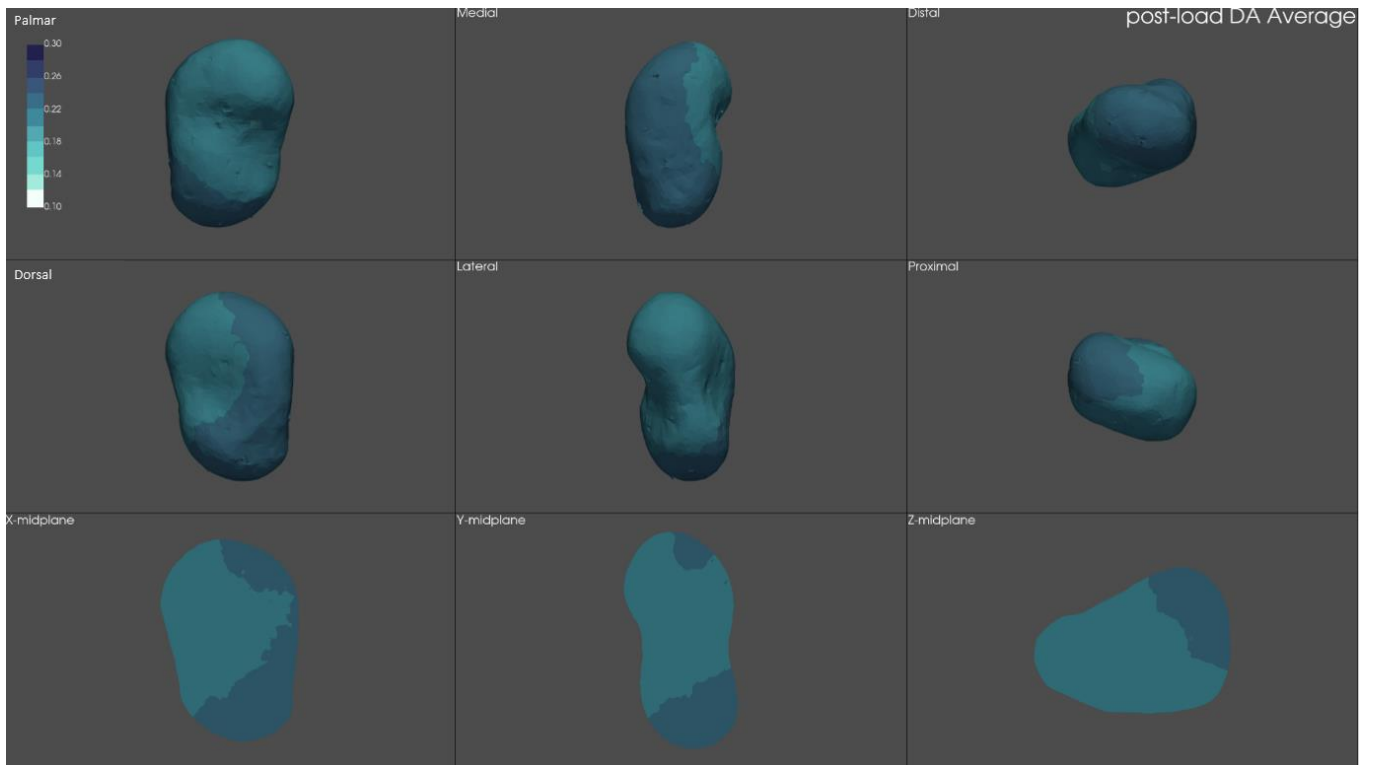 Palmar
Medial
Distal
post-load DA Average
0.30
0.26
0.22
0.18
0.14
0.10
Dorsal
Lateral
Proximal
X-midplane
Y-midplane
Z-midplane